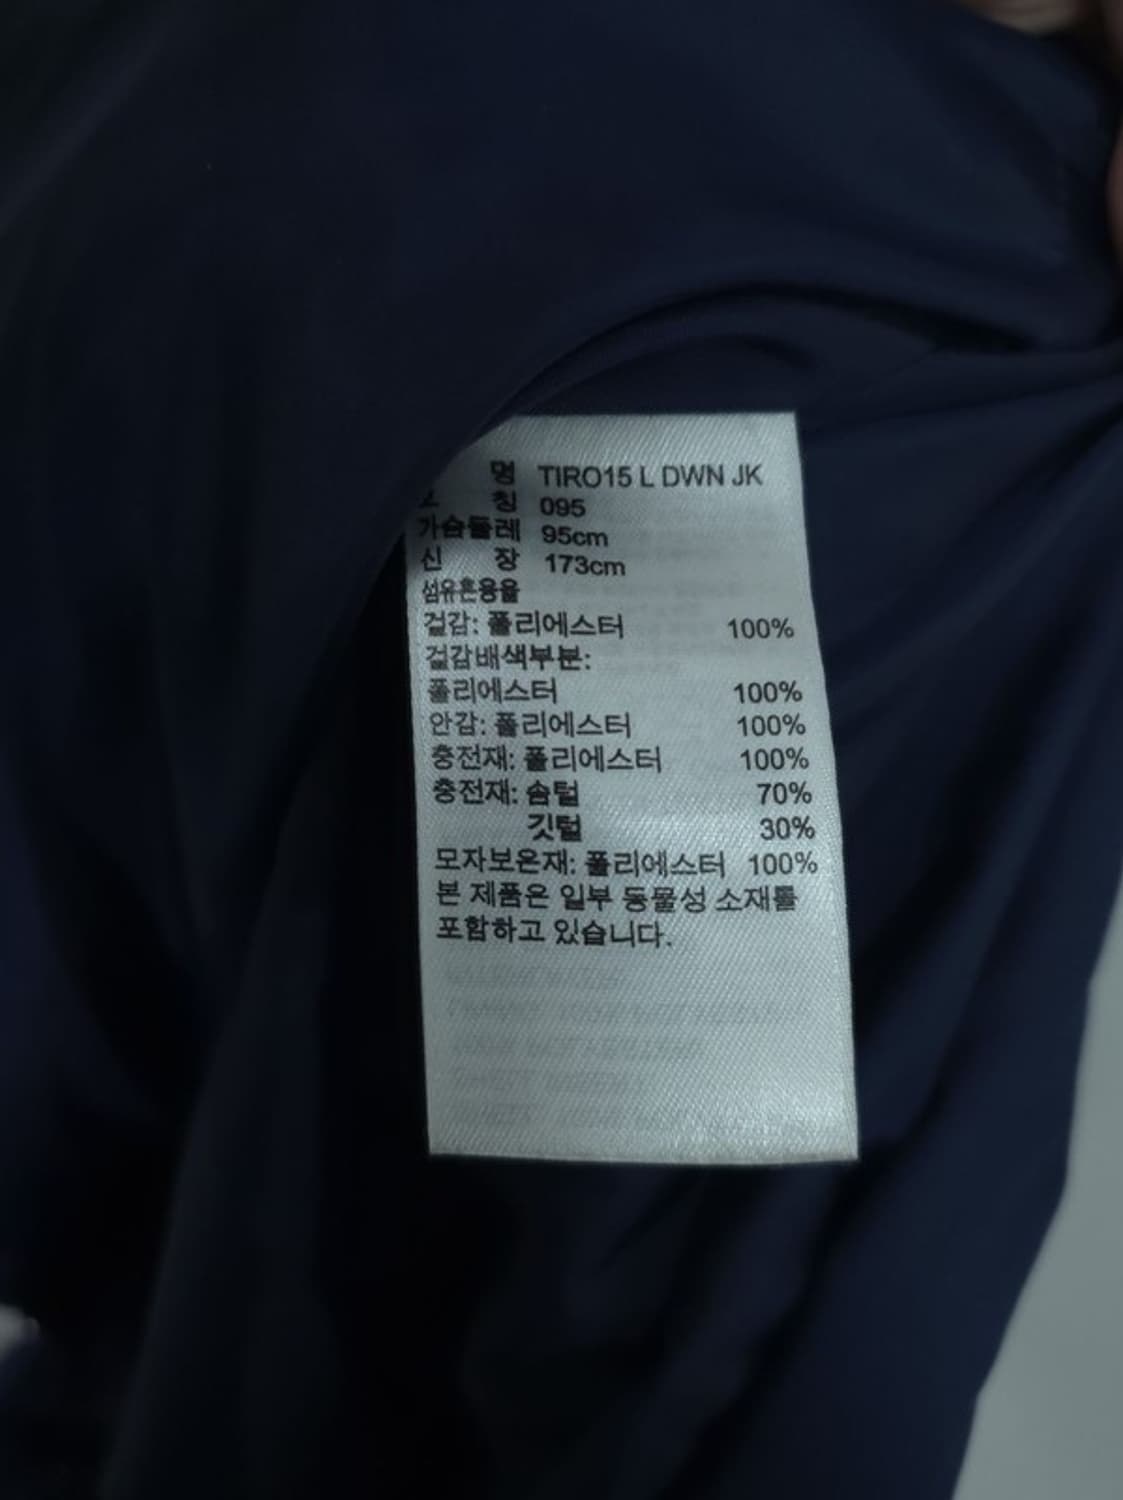 명 TIRO15 L DWN JK
칭 095
가슴둘레 95cm
신 장 173cm
섬유혼용율
겉감: 폴리에스터 100%
겉감배색부분:
폴리에스터 100%
안감: 폴리에스터 100%
충전재: 폴리에스터 100%
충전재: 솜털 70%
깃털 30%
모자보온재: 폴리에스터 100%
본 제품은 일부 동물성 소재를
포함하고 있습니다.